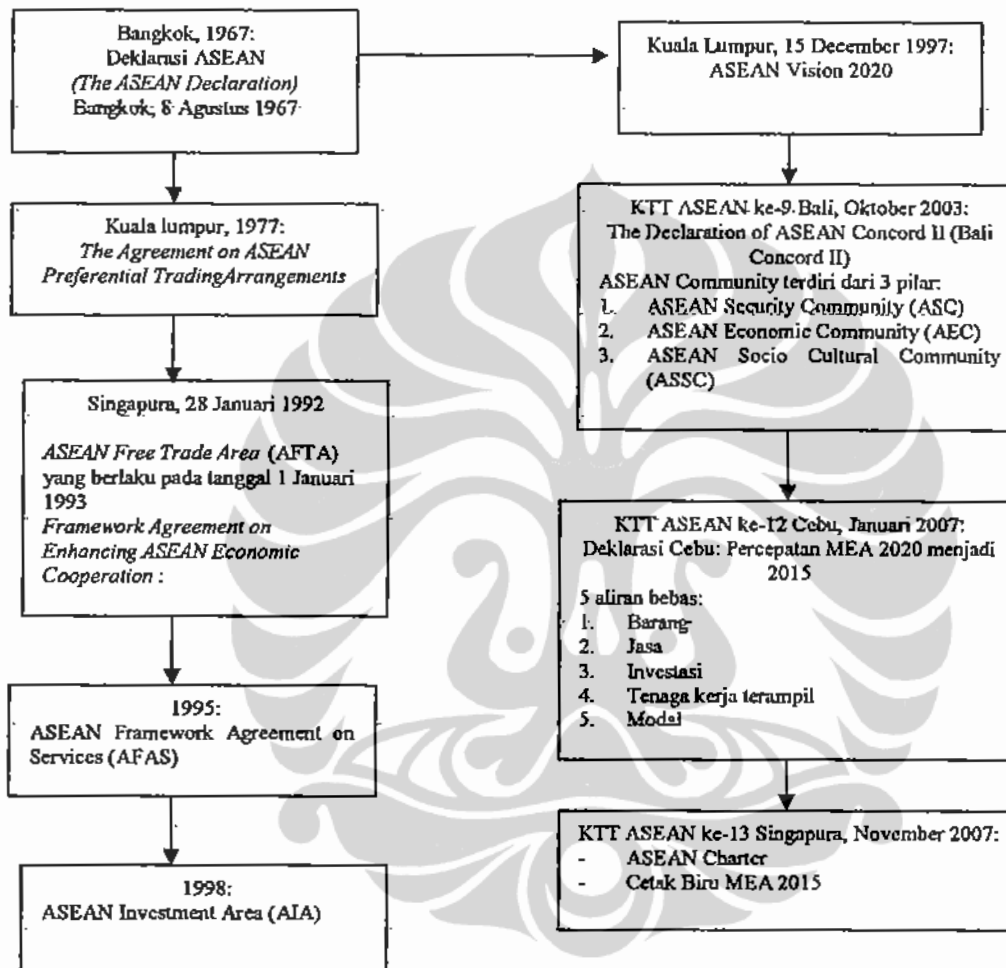 Bangkok, 1967:
Deklarasi ASEAN
(The ASEAN Declaration)
Bangkok, 8 Agustus 1967
Kuala lumpur, 1977:
The Agreement on ASEAN
Preferential TradingArrangements
Singapura, 28 Januari 1992
ASEAN Free Trade Area (AFTA)
yang berlaku pada tanggal 1 Januari
1993
Framework Agreement on
Enhancing ASEAN Economic
Cooperation :
1995:
ASEAN Framework Agreement on
Services (AFAS)
1998:
ASEAN Investment Area (AIA)
Kuala Lumpur, 15 December 1997:
ASEAN Vision 2020
KTT ASEAN ke-9 Bali, Oktober 2003:
The Declaration of ASEAN Concord II (Bali
Concord II)
ASEAN Community terdiri dari 3 pilar:
1. ASEAN Security Community (ASC)
2. ASEAN Economic Community (AEC)
3. ASEAN Socio Cultural Community
(ASSC)
KTT ASEAN ke-12 Cebu, Januari 2007:
Deklarasi Cebu: Percepatan MEA 2020 menjadi
2015
5 aliran bebas:
1. Barang
2. Jasa
3. Investasi
4. Tenaga kerja terampil
5. Modal
KTT ASEAN ke-13 Singapura, November 2007:
- ASEAN Charter
- Cetak Biru MEA 2015